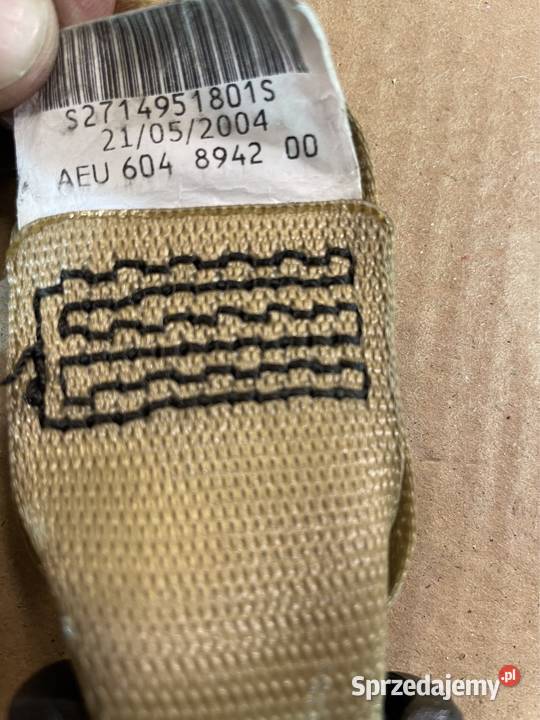 S2714951801S
21/05/2004
AEU 604 8942 00
Sprzedajemy.pl